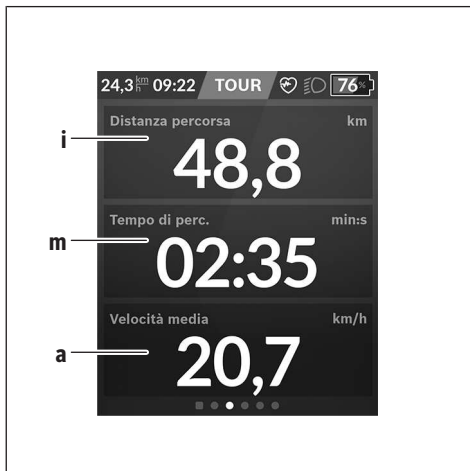 24,3 km/h 09:22 TOUR 76%
Distanza percorsa km
i
48,8
Tempo di perc. min:s
m
02:35
Velocità media km/h
a
20,7